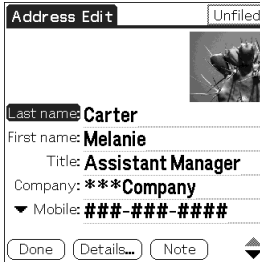 Address Edit Unfiled
Last name: Carter
First name: Melanie
Title: Assistant Manager
Company: ***Company
Mobile: ###-###-####
Done Details... Note